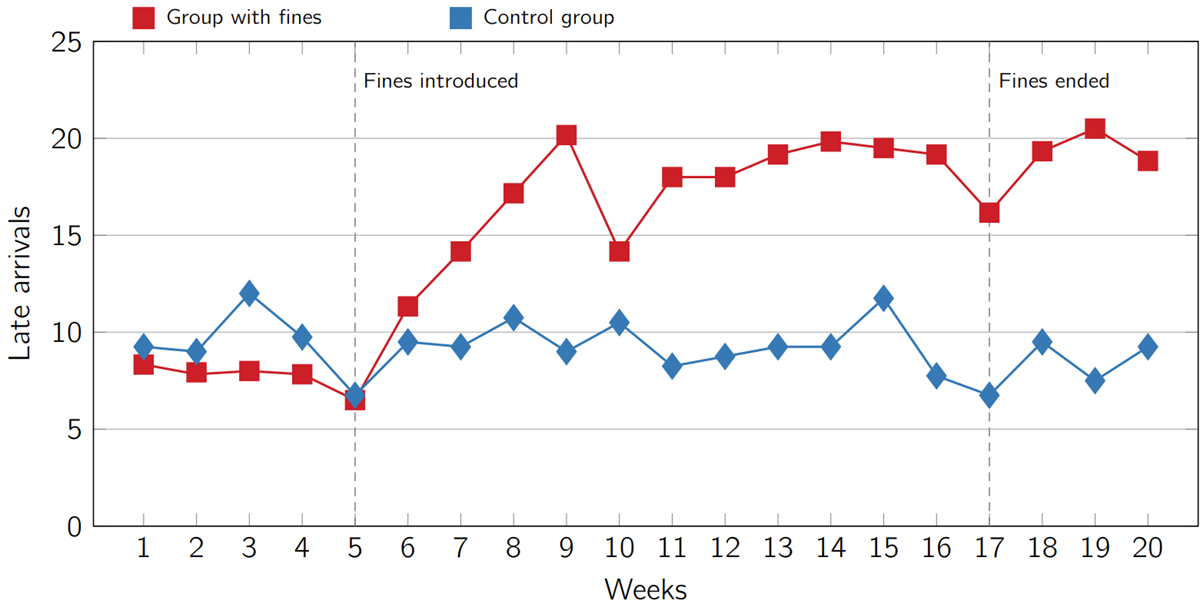 Group with fines
Control group
25
Fines introduced
Fines ended
20
15
10
5
0
Late arrivals
1 2 3 4 5 6 7 8 9 10 11 12 13 14 15 16 17 18 19 20
Weeks